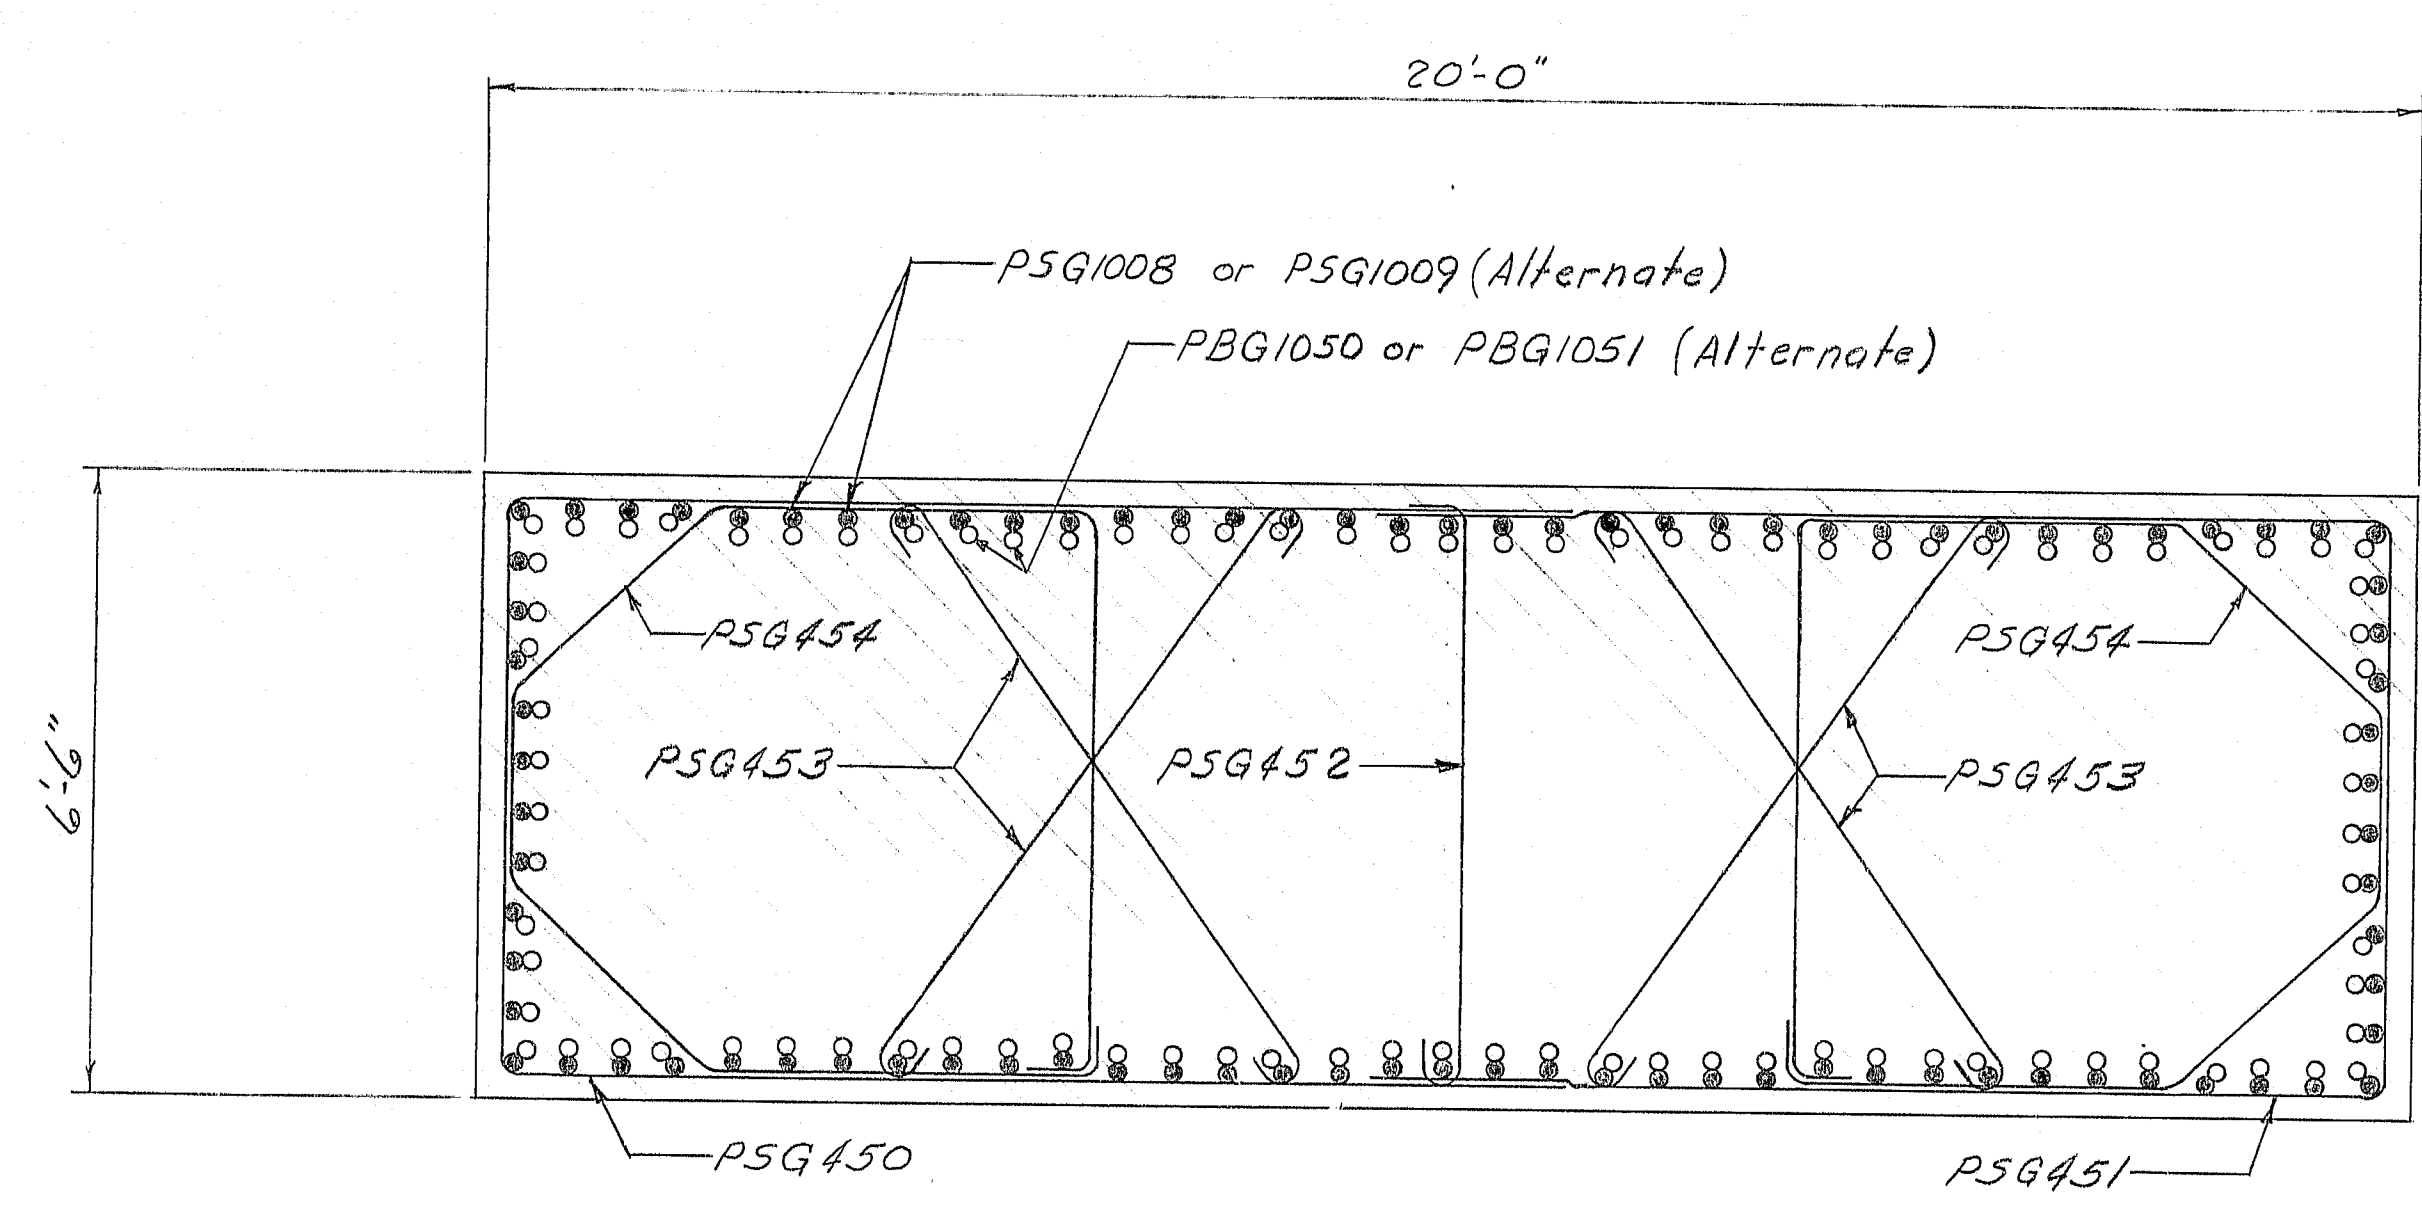 20'-0"
PSG1008 or PSG1009 (Alternate)
PBG1050 or PBG1051 (Alternate)
PSG454
PSG454
6'-6"
PSG453
PSG452
PSG453
PSG450
PSG451